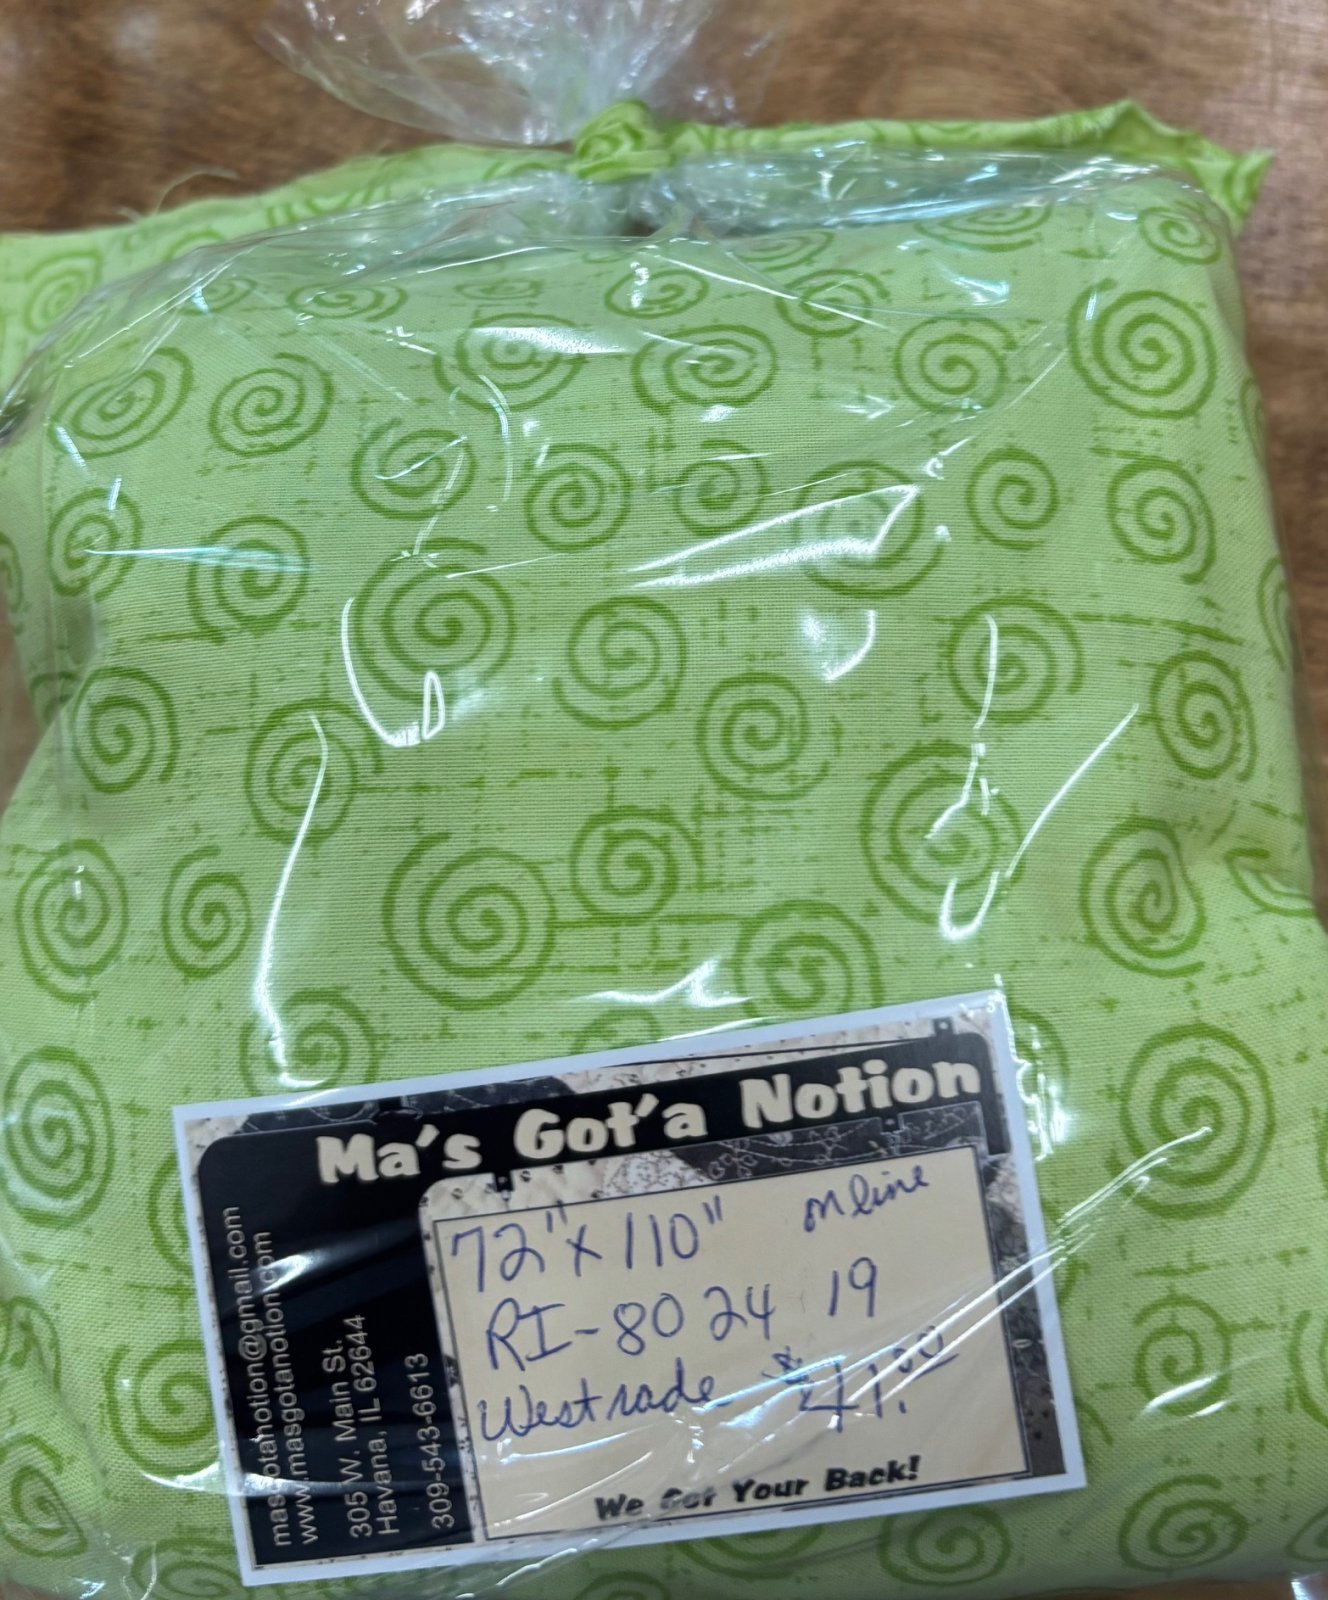 Ma's Got'a Notion
72" x 110" online
RI-8024 19
Westrade $41.00
We Got Your Back!
masgotanotion@gmail.com
www.masgotanotion.com
305 W. Main St.
Havana, IL 62644
309-543-6613